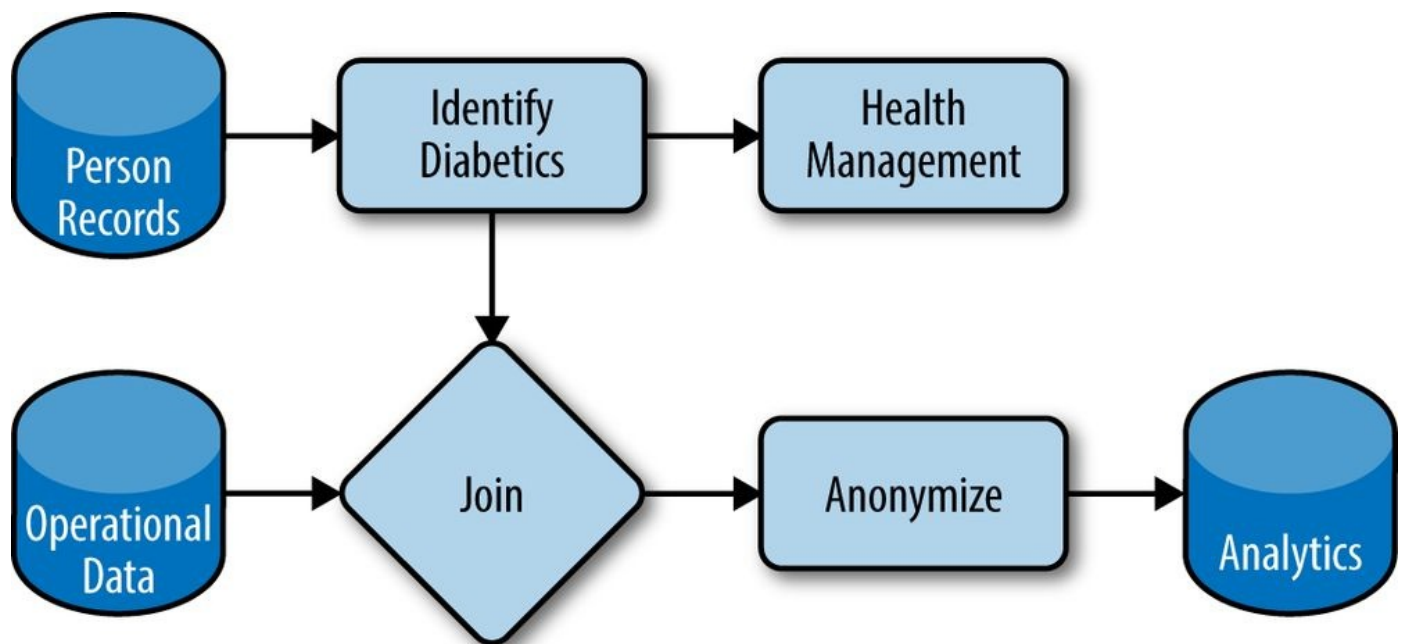 Identify
Diabetics
Health
Management
Person
Records
Join
Anonymize
Operational
Data
Analytics